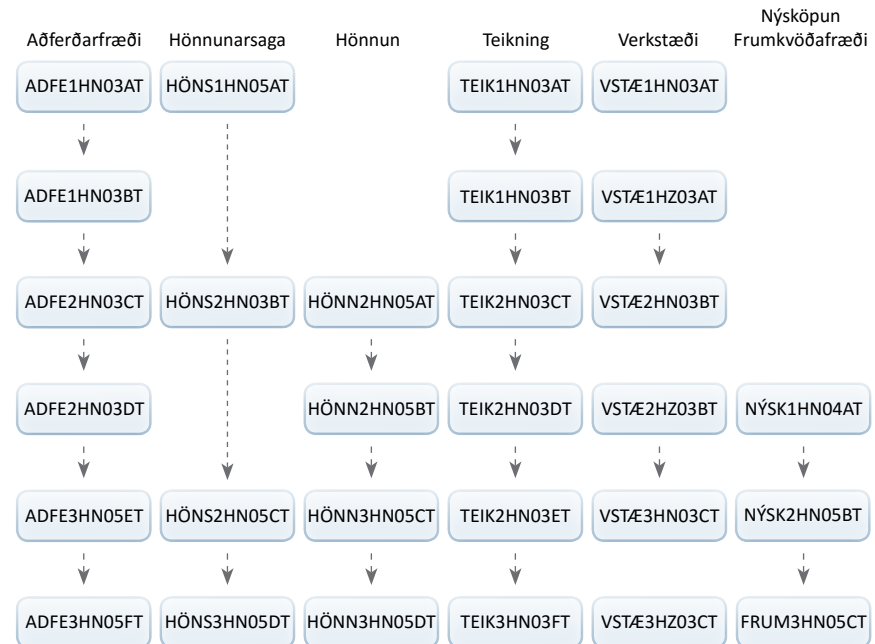 Nýsköpun
Aðferðarfræði Hönnunarsaga Hönnun Teikning Verkstæði Frumkvöðafræði
ADFE1HN03AT HÖNS1HN05AT TEIK1HN03AT VSTÆ1HN03AT
ADFE1HN03BT TEIK1HN03BT VSTÆ1HZ03AT
ADFE2HN03CT HÖNS2HN03BT HÖNN2HN05AT TEIK2HN03CT VSTÆ2HN03BT
ADFE2HN03DT HÖNN2HN05BT TEIK2HN03DT VSTÆ2HZ03BT NÝSK1HN04AT
ADFE3HN05ET HÖNS2HN05CT HÖNN3HN05CT TEIK2HN03ET VSTÆ3HN03CT NÝSK2HN05BT
ADFE3HN05FT HÖNS3HN05DT HÖNN3HN05DT TEIK3HN03FT VSTÆ3HZ03CT FRUM3HN05CT